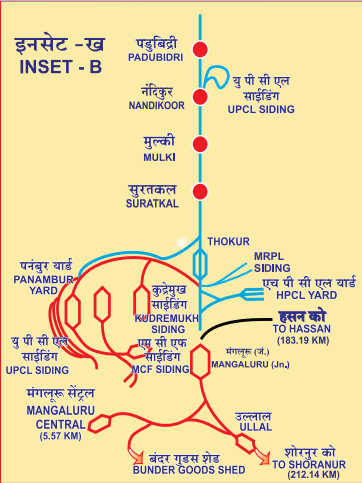 इनसेट -ख
INSET - B
पडुबिद्री
PADUBIDRI
यु पी सी एल
साईडिंग
UPCL SIDING
नंदिकुर
NANDIKOOR
मुल्की
MULKI
सुरतकल
SURATKAL
THOKUR
MRPL
SIDING
पनंबुर यार्ड
PANAMBUR
YARD
कुद्रेमुख
साईडिंग
KUDREMUKH
SIDING
एच पी सी एल यार्ड
HPCL YARD
हसन को
TO HASSAN
(183.19 KM)
यु पी सी एल
साईडिंग
UPCL SIDING
एम सी एफ
साईडिंग
MCF SIDING
मंगलूरू (जं.)
MANGALURU (Jn.)
मंगलूरू सेंट्रल
MANGALURU
CENTRAL
(5.57 KM)
उल्लाल
ULLAL
बंदर गुडस शेड
BUNDER GOODS SHED
शोरनुर को
TO SHORANUR
(212.14 KM)